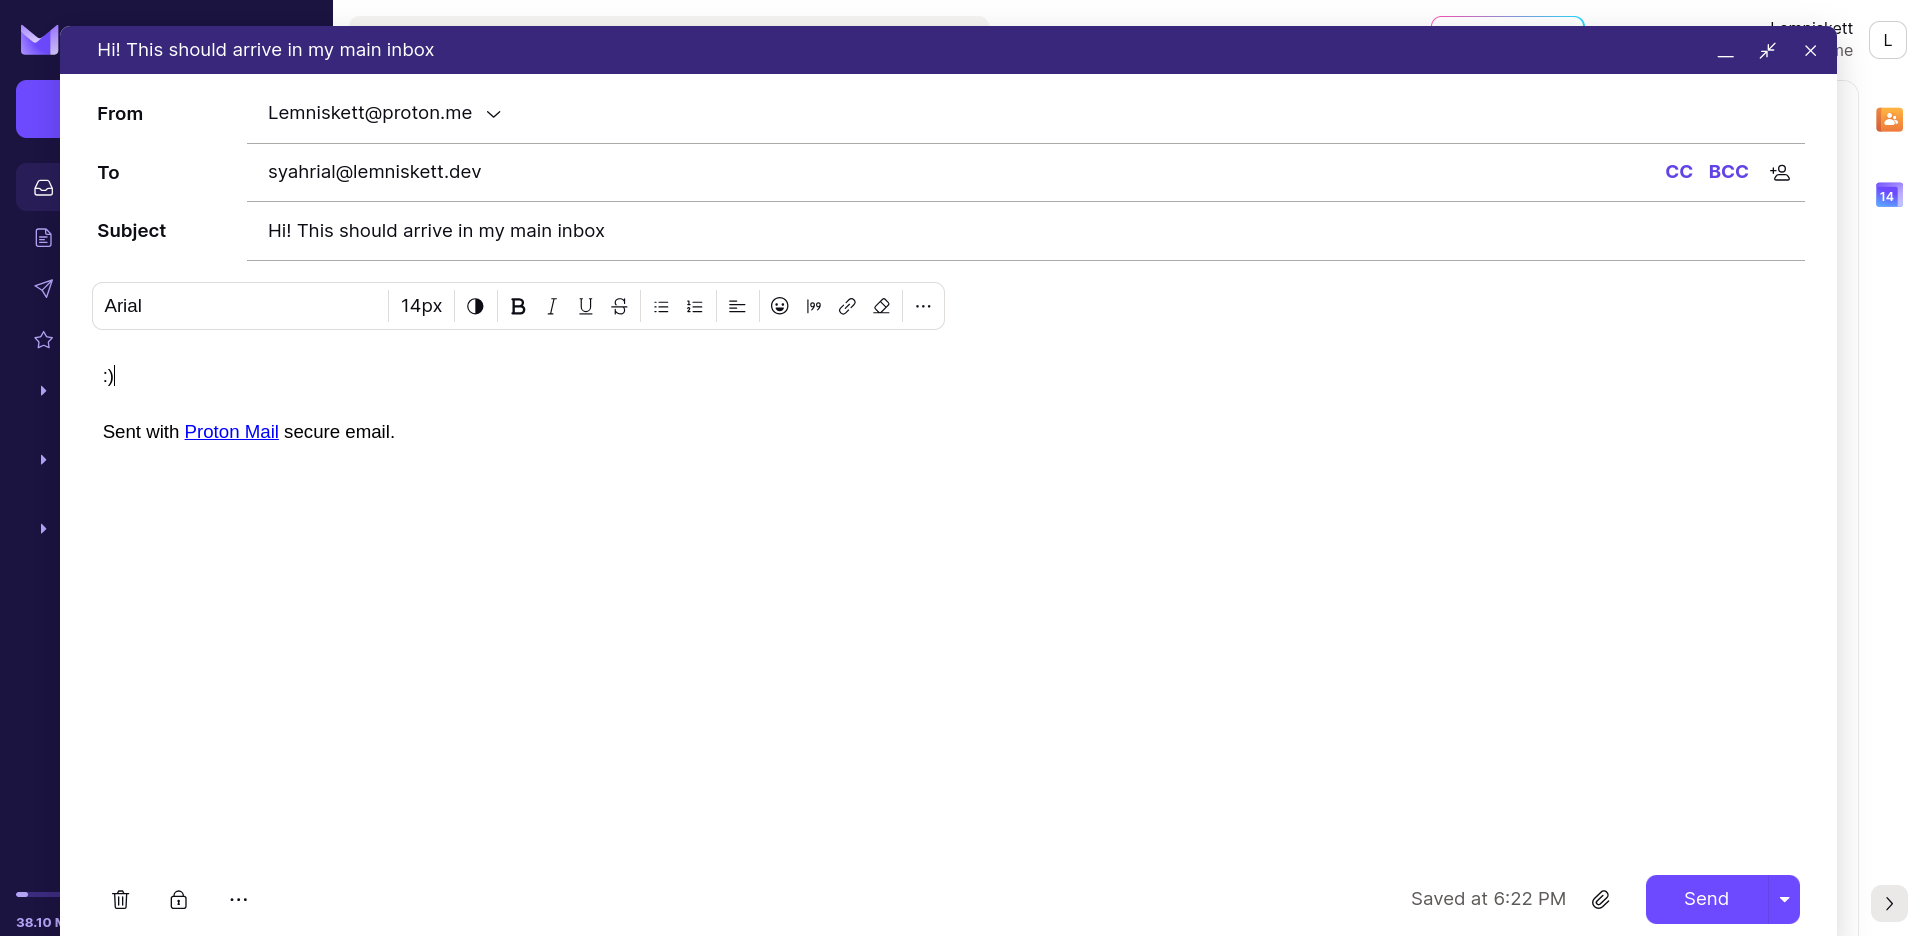 Hi! This should arrive in my main inbox
L
From
Lemniskett@proton.me
To
syahrial@lemniskett.dev
CC BCC
Subject
Hi! This should arrive in my main inbox
Arial
14px
:)
Sent with Proton Mail secure email.
14
38.10
Saved at 6:22 PM
Send